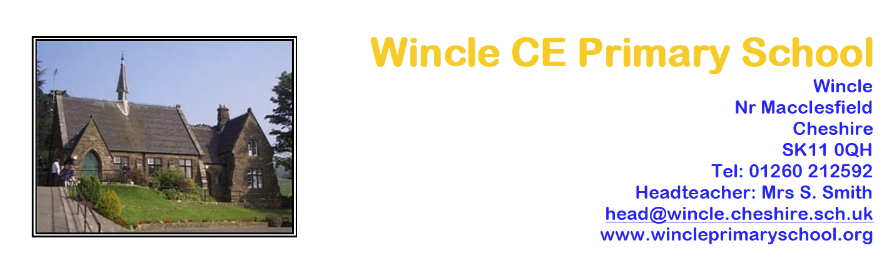 Wincle CE Primary School
Wincle
Nr Macclesfield
Cheshire
SK11 0QH
Tel: 01260 212592
Headteacher: Mrs S. Smith
head@wincle.cheshire.sch.uk
www.wincleprimaryschool.org